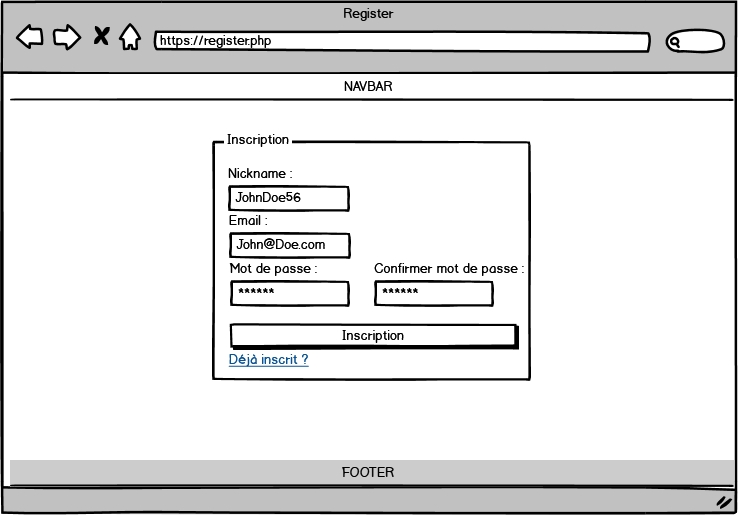 Register
https://register.php
NAVBAR
Inscription
Nickname :
JohnDoe56
Email :
John@Doe.com
Mot de passe : Confirmer mot de passe :
****** ******
Inscription
Déjà inscrit ?
FOOTER